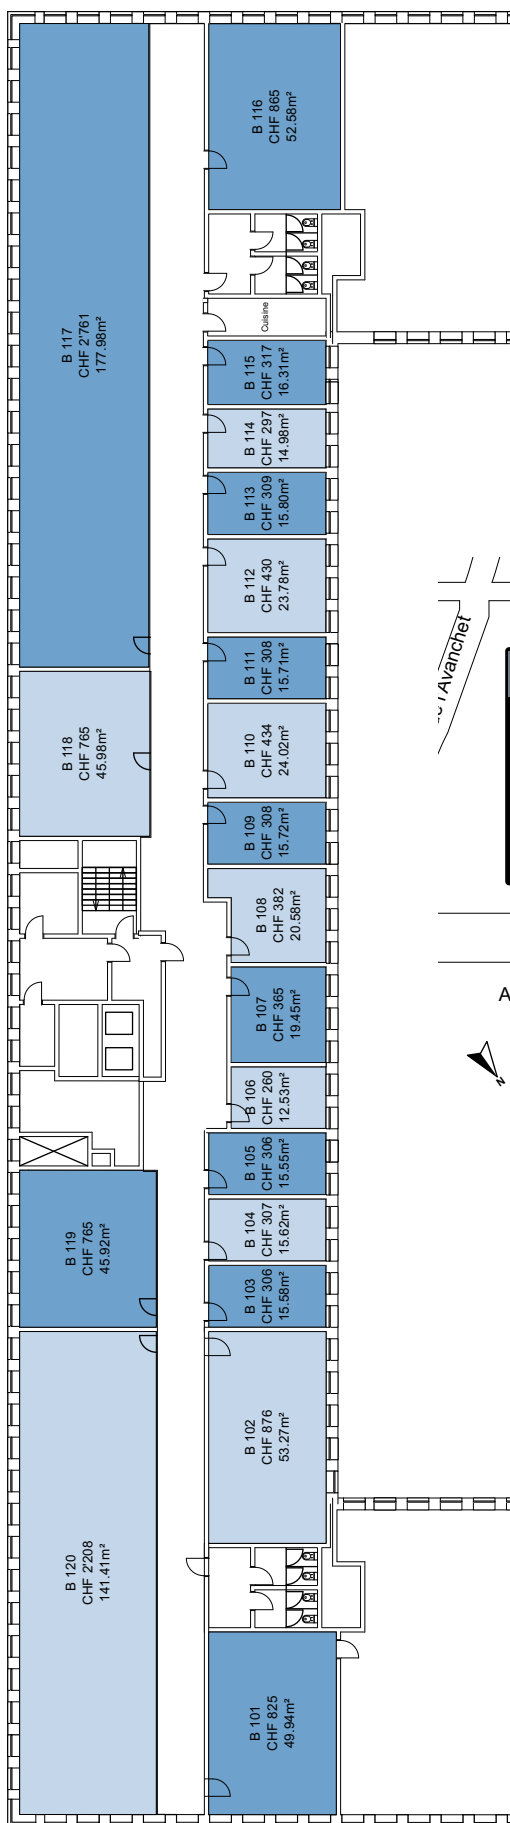 B 116
CHF 865
52.58m²
B 117
CHF 2'761
177.98m²
Cuisine
B 115
CHF 317
16.31m²
B 114
CHF 297
14.98m²
B 113
CHF 309
15.80m²
B 112
CHF 430
23.78m²
B 111
CHF 308
15.71m²
l'Avanchet
B 118
CHF 765
45.98m²
B 110
CHF 434
24.02m²
B 109
CHF 308
15.72m²
B 108
CHF 382
20.58m²
B 107
CHF 365
19.45m²
A
N
B 106
CHF 260
12.53m²
B 105
CHF 306
15.55m²
B 119
CHF 765
45.92m²
B 104
CHF 307
15.62m²
B 103
CHF 306
15.58m²
B 102
CHF 876
53.27m²
B 120
CHF 2'208
141.41m²
B 101
CHF 825
49.94m²